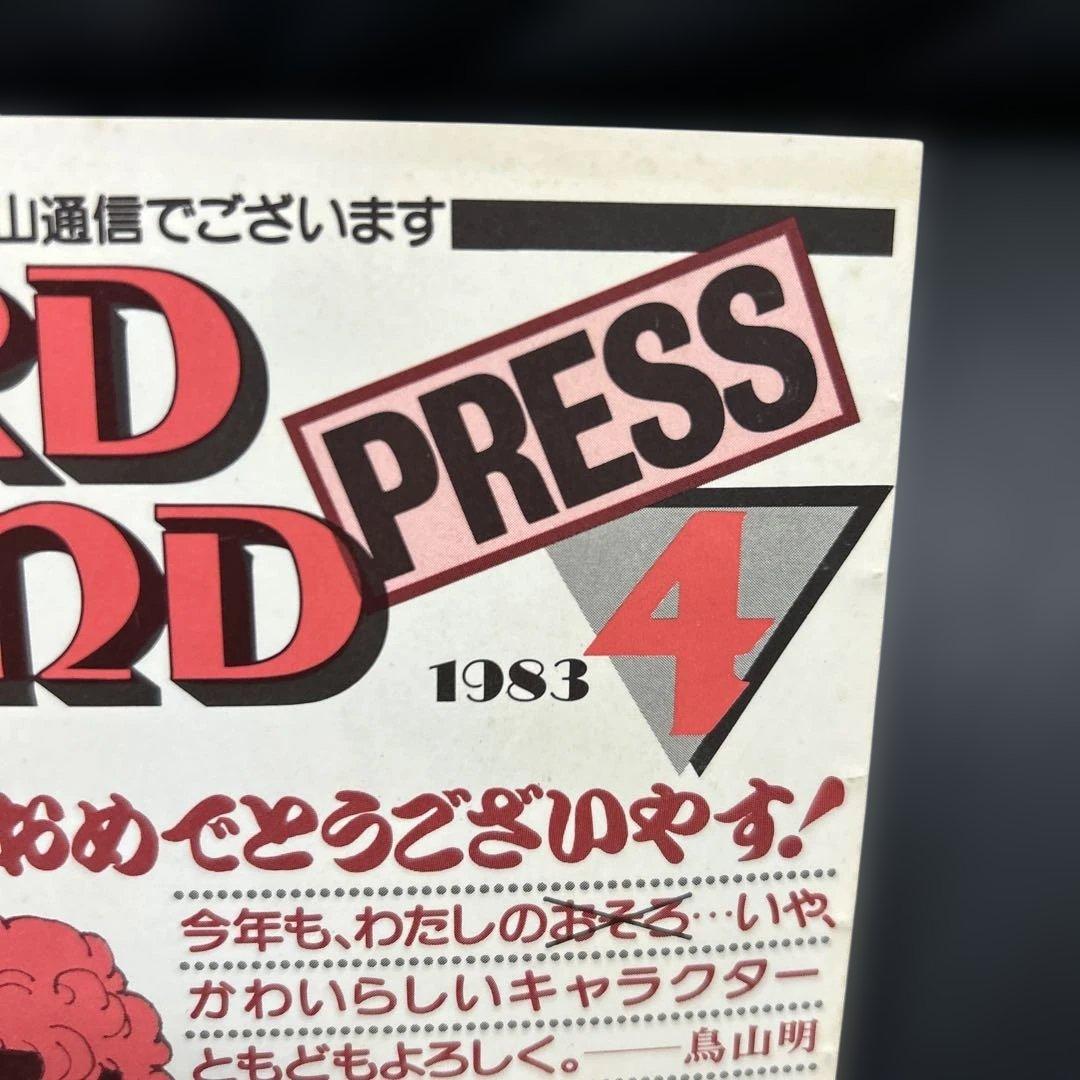 山通信でございます
RD
PRESS
ND
1983
4
おめでとうございやす!
今年も、わたしのおそろ…いや、
かわいらしいキャラクター
ともどもよろしく。――鳥山明